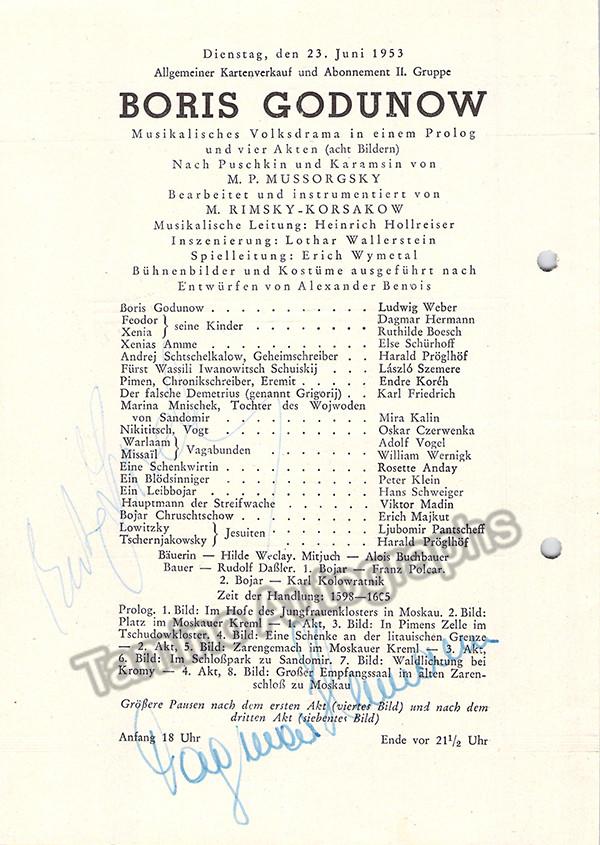 Dienstag, den 23. Juni 1953
Allgemeiner Kartenverkauf und Abonnement II. Gruppe
BORIS GODUNOW
Musikalisches Volksdrama in einem Prolog
und vier Akten (acht Bildern)
Nach Puschkin und Karamsin von
M. P. MUSSORGSKY
Bearbeitet und instrumentiert von
M. RIMSKY-KORSAKOW
Musikalische Leitung: Heinrich Hollreiser
Inszenierung: Lothar Wallerstein
Spielleitung: Erich Wymetal
Bühnenbilder und Kostüme ausgeführt nach
Entwürfen von Alexander Benois
Boris Godunow . . . . . . . . . . . Ludwig Weber
Feodor } seine Kinder . . . . . . . . Dagmar Hermann
Xenia } Ruthilde Boesch
Xenias Amme . . . . . . . . . . . Else Schürhoff
Andrej Schtschelkalow, Geheimschreiber . . Harald Pröglhöf
Fürst Wassili Iwanowitsch Schuiskij . . . László Szemere
Pimen, Chronikschreiber, Eremit . . . . Endre Koréh
Der falsche Demetrius (genannt Grigorij) . . Karl Friedrich
Marina Mnischek, Tochter des Wojwoden
von Sandomir . . . . . . . . . . Mira Kalin
Nikititsch, Vogt . . . . . . . . . . Oskar Czerwenka
Warlaam } Vagabunden . . . . . . . Adolf Vogel
Missaïl } William Wernigk
Eine Schenkwirtin . . . . . . . . . . Rosette Anday
Ein Blödsinniger . . . . . . . . . . Peter Klein
Ein Leibbojar . . . . . . . . . . . Hans Schweiger
Hauptmann der Streifwache . . . . . . Viktor Madin
Bojar Chruschtschow . . . . . . . . . Erich Majkut
Lowitzky } Jesuiten . . . . . . . Ljubomir Pantscheff
Tschernjakowsky } Harald Pröglhöf
Bäuerin — Hilde Weclay. Mitjuch — Alois Buchbauer
Bauer — Rudolf Daßler. 1. Bojar — Franz Polcar.
2. Bojar — Karl Kolowratnik
Zeit der Handlung: 1598—1605
Prolog. 1. Bild: Im Hofe des Jungfrauenklosters in Moskau. 2. Bild:
Platz im Moskauer Kreml — 1. Akt, 3. Bild: In Pimens Zelle im
Tschudowkloster. 4. Bild: Eine Schenke an der litauischen Grenze
— 2. Akt, 5. Bild: Zarengemach im Moskauer Kreml — 3. Akt,
6. Bild: Im Schloßpark zu Sandomir. 7. Bild: Waldlichtung bei
Kromy — 4. Akt, 8. Bild: Großer Empfangssaal im alten Zaren-
schloß zu Moskau
Größere Pausen nach dem ersten Akt (viertes Bild) und nach dem
dritten Akt (siebentes Bild)
Anfang 18 Uhr Ende vor 21½ Uhr
Dagmar Hermann
Tamino Autographs